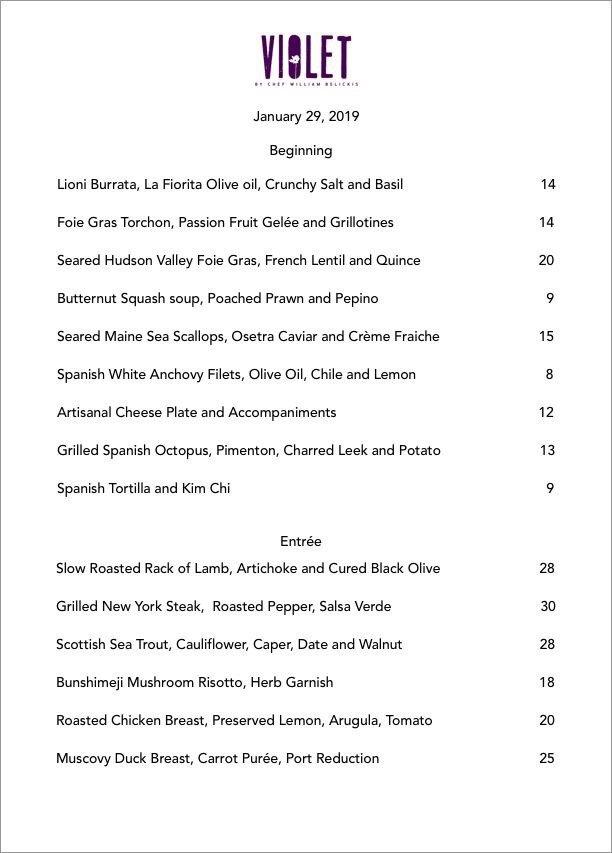 VIOLET
BY CHEF WILLIAM BELICKIS
January 29, 2019
Beginning
Lioni Burrata, La Fiorita Olive oil, Crunchy Salt and Basil 14
Foie Gras Torchon, Passion Fruit Gelée and Grillotines 14
Seared Hudson Valley Foie Gras, French Lentil and Quince 20
Butternut Squash soup, Poached Prawn and Pepino 9
Seared Maine Sea Scallops, Osetra Caviar and Crème Fraiche 15
Spanish White Anchovy Filets, Olive Oil, Chile and Lemon 8
Artisanal Cheese Plate and Accompaniments 12
Grilled Spanish Octopus, Pimenton, Charred Leek and Potato 13
Spanish Tortilla and Kim Chi 9
Entrée
Slow Roasted Rack of Lamb, Artichoke and Cured Black Olive 28
Grilled New York Steak,  Roasted Pepper, Salsa Verde 30
Scottish Sea Trout, Cauliflower, Caper, Date and Walnut 28
Bunshimeji Mushroom Risotto, Herb Garnish 18
Roasted Chicken Breast, Preserved Lemon, Arugula, Tomato 20
Muscovy Duck Breast, Carrot Purée, Port Reduction 25